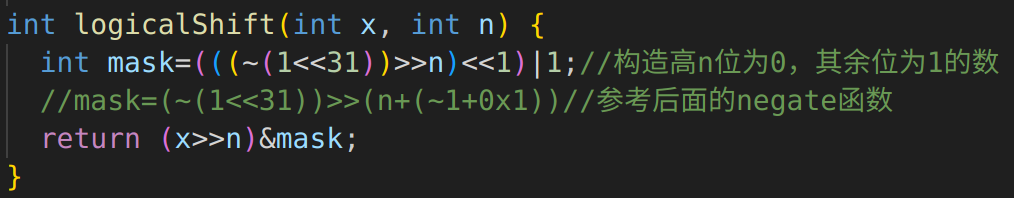 int logicalShift(int x, int n) {
int mask=(((~(1<<31))>>n)<<1)|1;//构造高n位为0，其余位为1的数
//mask=(~(1<<31))>>(n+(~1+0x1))//参考后面的negate函数
return (x>>n)&mask;
}